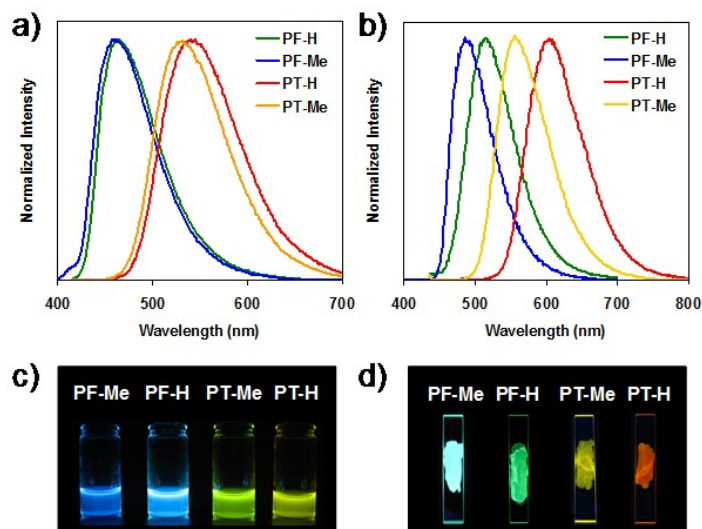 a)
Normalized Intensity
PF-H
PF-Me
PT-H
PT-Me
400 500 600 700
Wavelength (nm)
b)
Normalized Intensity
PF-H
PF-Me
PT-H
PT-Me
400 500 600 700 800
Wavelength (nm)
c)
PF-Me PF-H PT-Me PT-H
d)
PF-Me PF-H PT-Me PT-H